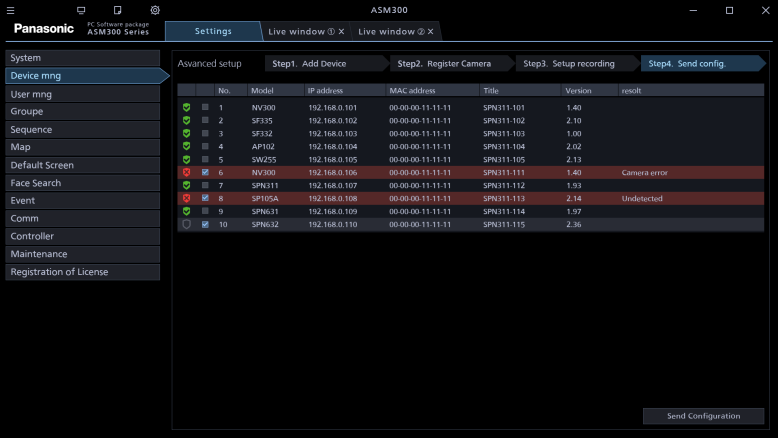 ASM300
Panasonic
PC Software package
ASM300 Series
Settings
Live window ① X
Live window ② X
System
Device mng
User mng
Groupe
Sequence
Map
Default Screen
Face Search
Event
Comm
Controller
Maintenance
Registration of License
Asvanced setup
Step1. Add Device
Step2. Register Camera
Step3. Setup recording
Step4. Send config.
No. Model IP address MAC address Title Version resolt
1 NV300 192.168.0.101 00-00-00-11-11-11 SPN311-101 1.40
2 SF335 192.168.0.102 00-00-00-11-11-11 SPN311-102 2.10
3 SF332 192.168.0.103 00-00-00-11-11-11 SPN311-103 1.00
4 AP102 192.168.0.104 00-00-00-11-11-11 SPN311-104 2.02
5 SW255 192.168.0.105 00-00-00-11-11-11 SPN311-105 2.13
6 NV300 192.168.0.106 00-00-00-11-11-11 SPN311-111 1.40 Camera error
7 SPN311 192.168.0.107 00-00-00-11-11-11 SPN311-112 1.93
8 SP105A 192.168.0.108 00-00-00-11-11-11 SPN311-113 2.14 Undetected
9 SPN631 192.168.0.109 00-00-00-11-11-11 SPN311-114 1.97
10 SPN632 192.168.0.110 00-00-00-11-11-11 SPN311-115 2.36
Send Configuration